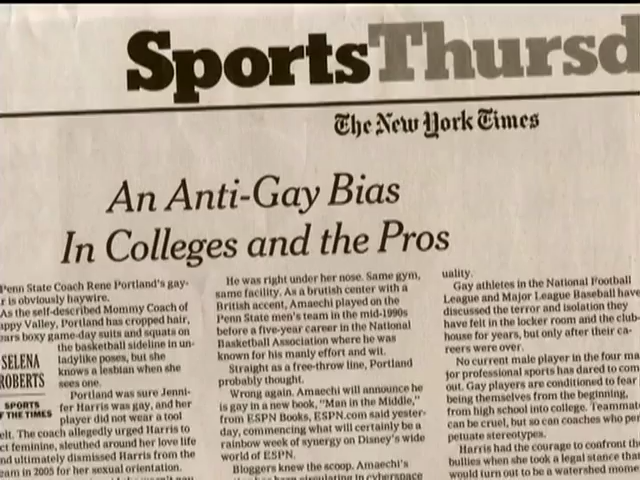 SportsThursd
The New York Times
An Anti-Gay Bias
In Colleges and the Pros
Penn State Coach Rene Portland's gay-
r is obviously haywire.
As the self-described Mommy Coach of
appy Valley, Portland has cropped hair,
ears boxy game-day suits and squats on
the basketball sideline in un-
ladylike poses, but she
knows a lesbian when she
sees one.
SELENA
ROBERTS
SPORTS
F THE TIMES
Portland was sure Jenni-
fer Harris was gay, and her
player did not wear a tool
elt. The coach allegedly urged Harris to
ct feminine, sleuthed around her love life
nd ultimately dismissed Harris from the
eam in 2005 for her sexual orientation.
He was right under her nose. Same gym,
same facility. As a brutish center with a
British accent, Amaechi played on the
Penn State men's team in the mid-1990s
before a five-year career in the National
Basketball Association where he was
known for his manly effort and wit.
Straight as a free-throw line, Portland
probably thought.
Wrong again. Amaechi will announce he
is gay in a new book, "Man in the Middle,"
from ESPN Books, ESPN.com said yester-
day, commencing what will certainly be a
rainbow week of synergy on Disney's wide
world of ESPN.
Bloggers knew the scoop. Amaechi's
has been circulating in cyberspace
uality.
Gay athletes in the National Football
League and Major League Baseball have
discussed the terror and isolation they
have felt in the locker room and the club-
house for years, but only after their ca-
reers were over.
No current male player in the four ma
jor professional sports has dared to com
out. Gay players are conditioned to fear
being themselves from the beginning,
from high school into college. Teammat
can be cruel, but so can coaches who per
petuate stereotypes.
Harris had the courage to confront th
bullies when she took a legal stance that
would turn out to be a watershed mome